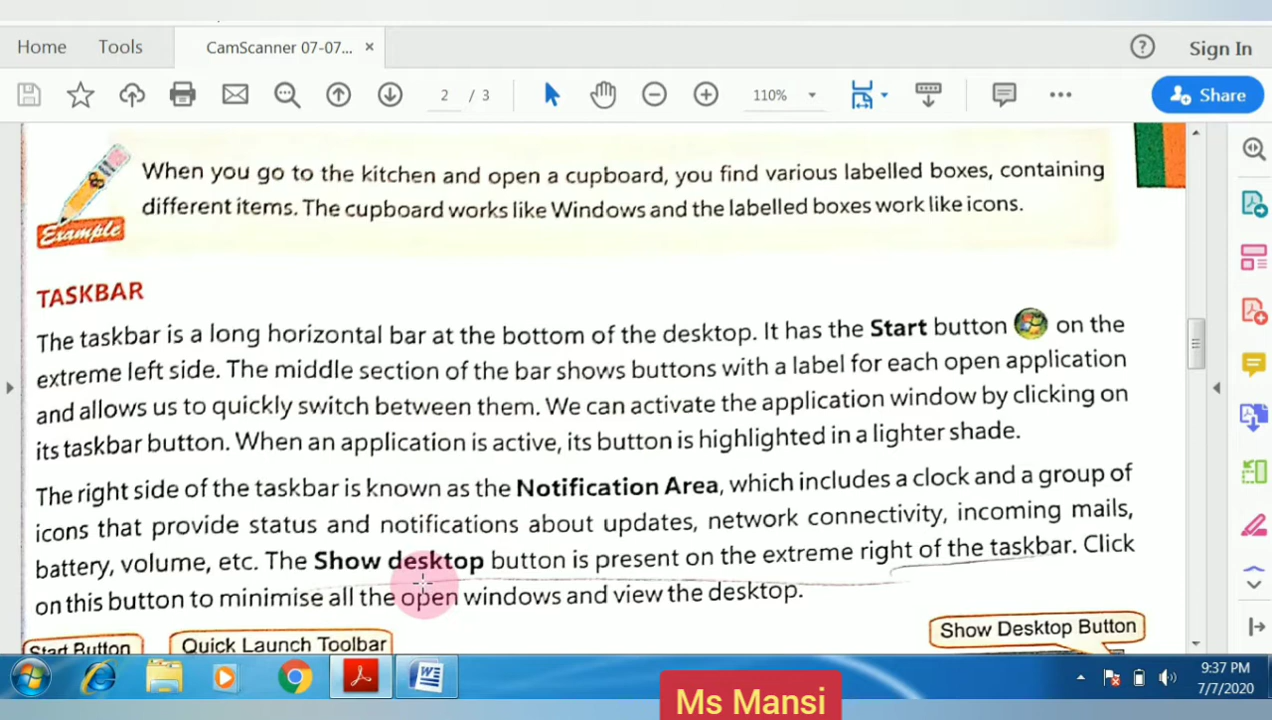 Home Tools CamScanner 07-07... × Sign In
2 / 3 110% Share
When you go to the kitchen and open a cupboard, you find various labelled boxes, containing
different items. The cupboard works like Windows and the labelled boxes work like icons.
Example
TASKBAR
The taskbar is a long horizontal bar at the bottom of the desktop. It has the Start button on the
extreme left side. The middle section of the bar shows buttons with a label for each open application
and allows us to quickly switch between them. We can activate the application window by clicking on
its taskbar button. When an application is active, its button is highlighted in a lighter shade.
The right side of the taskbar is known as the Notification Area, which includes a clock and a group of
icons that provide status and notifications about updates, network connectivity, incoming mails,
battery, volume, etc. The Show desktop button is present on the extreme right of the taskbar. Click
on this button to minimise all the open windows and view the desktop.
Start Button Quick Launch Toolbar Show Desktop Button
9:37 PM
7/7/2020
Ms Mansi